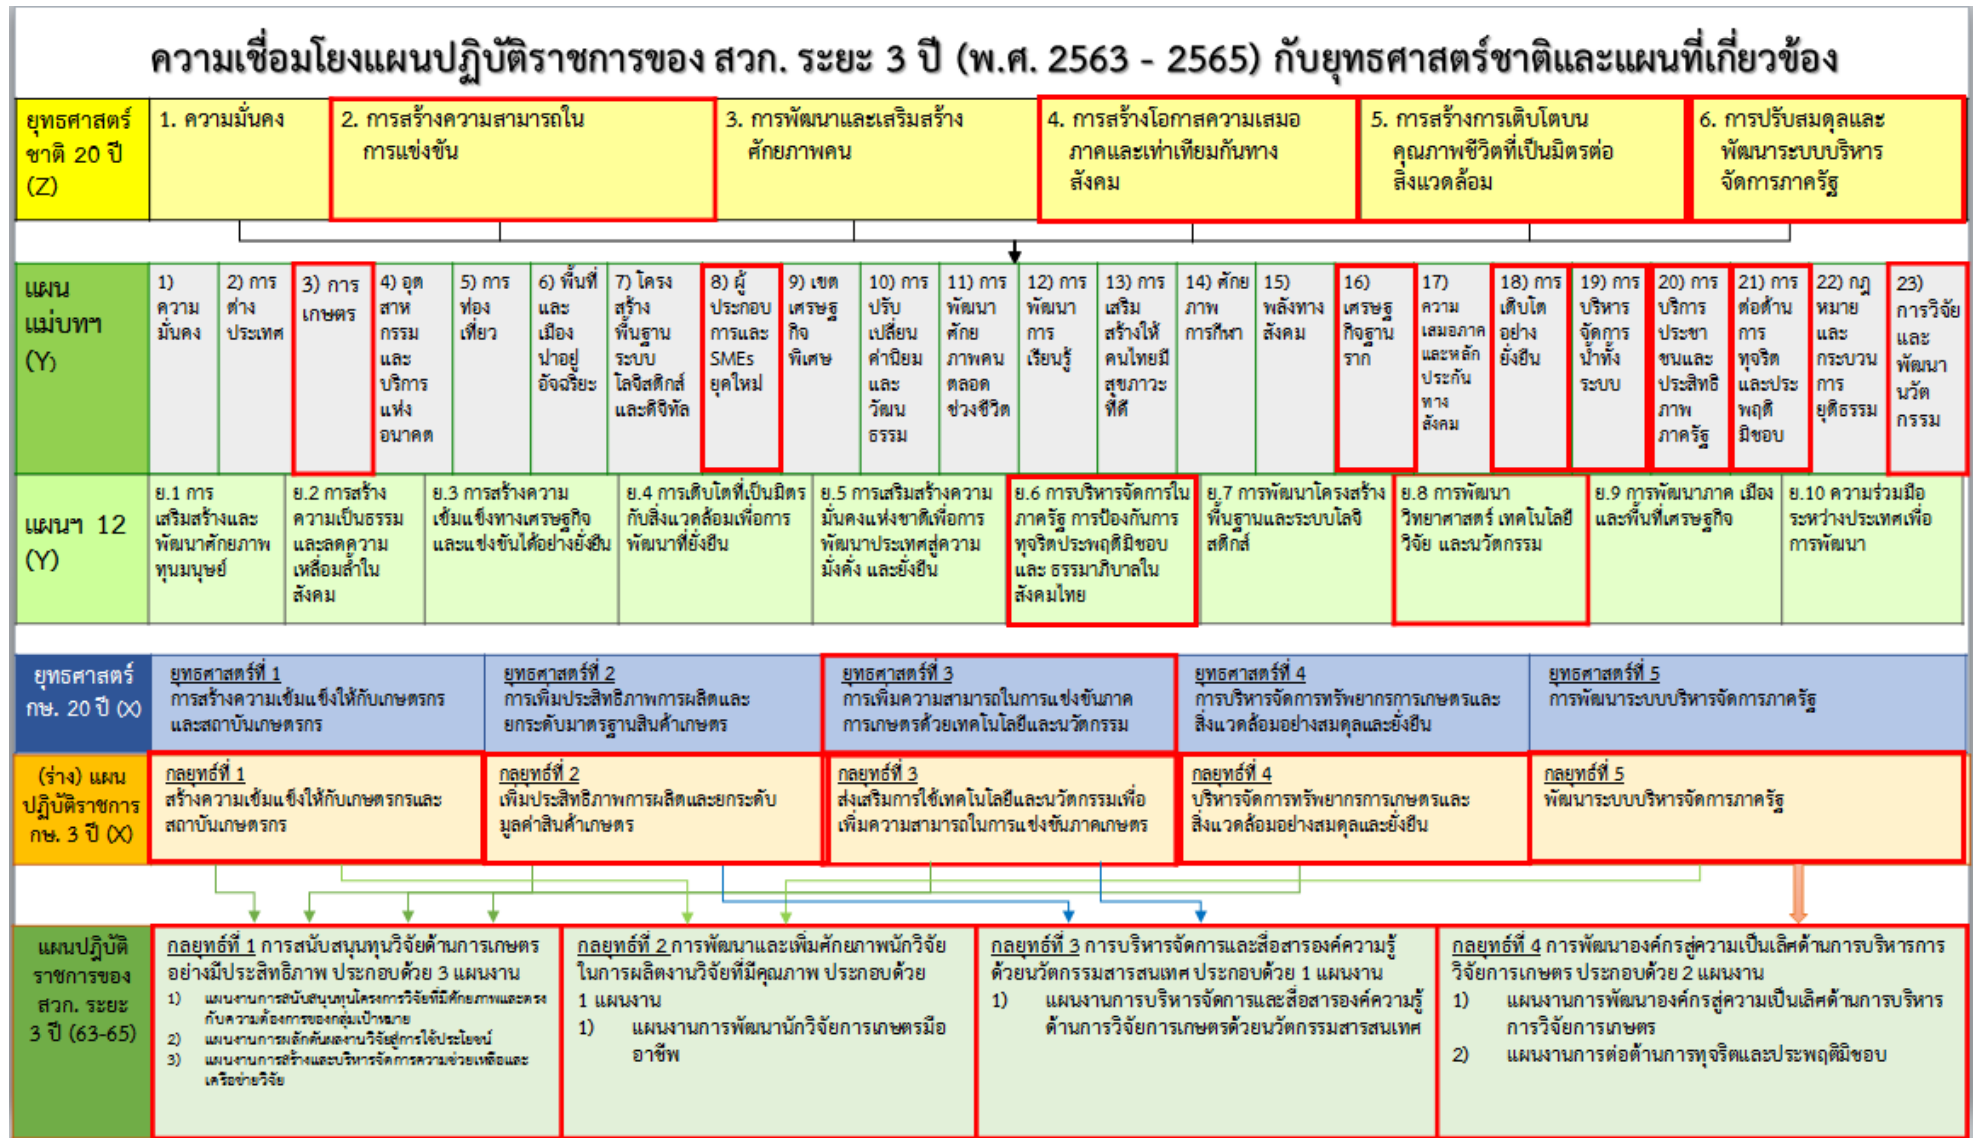 ความเชื่อมโยงแผนปฏิบัติราชการของ สวก. ระยะ 3 ปี (พ.ศ. 2563 - 2565) กับยุทธศาสตร์ชาติและแผนที่เกี่ยวข้อง
ยุทธศาสตร์
ชาติ 20 ปี
(Z)
1. ความมั่นคง
2. การสร้างความสามารถใน
การแข่งขัน
3. การพัฒนาและเสริมสร้าง
ศักยภาพคน
4. การสร้างโอกาสความเสมอ
ภาคและเท่าเทียมกันทาง
สังคม
5. การสร้างการเติบโตบน
คุณภาพชีวิตที่เป็นมิตรต่อ
สิ่งแวดล้อม
6. การปรับสมดุลและ
พัฒนาระบบบริหาร
จัดการภาครัฐ
แผน
แม่บทฯ
(Y)
1)
ความ
มั่นคง
2) การ
ต่าง
ประเทศ
3) การ
เกษตร
4) อุต
สาห
กรรม
และ
บริการ
แห่ง
อนาคต
5) การ
ท่อง
เที่ยว
6) พื้นที่
และ
เมือง
น่าอยู่
อัจฉริยะ
7) โครง
สร้าง
พื้นฐาน
ระบบ
โลจิสติกส์
และดิจิทัล
8) ผู้
ประกอบ
การและ
SMEs
ยุคใหม่
9) เขต
เศรษฐ
กิจ
พิเศษ
10) การ
ปรับ
เปลี่ยน
ค่านิยม
และ
วัฒน
ธรรม
11) การ
พัฒนา
ศักย
ภาพคน
ตลอด
ช่วงชีวิต
12) การ
พัฒนา
การ
เรียนรู้
13) การ
เสริม
สร้างให้
คนไทยมี
สุขภาวะ
ที่ดี
14) ศักย
ภาพ
การกีฬา
15)
พลังทาง
สังคม
16)
เศรษฐ
กิจฐาน
ราก
17)
ความ
เสมอภาค
และหลัก
ประกัน
ทาง
สังคม
18) การ
เติบโต
อย่าง
ยั่งยืน
19) การ
บริหาร
จัดการ
น้ำทั้ง
ระบบ
20) การ
บริการ
ประชา
ชนและ
ประสิทธิ
ภาพ
ภาครัฐ
21) การ
ต่อต้าน
การ
ทุจริต
และประ
พฤติ
มิชอบ
22) กฎ
หมาย
และ
กระบวน
การ
ยุติธรรม
23)
การวิจัย
และ
พัฒนา
นวัต
กรรม
แผนฯ 12
(Y)
ย.1 การ
เสริมสร้างและ
พัฒนาศักยภาพ
ทุนมนุษย์
ย.2 การสร้าง
ความเป็นธรรม
และลดความ
เหลื่อมล้ำใน
สังคม
ย.3 การสร้างความ
เข้มแข็งทางเศรษฐกิจ
และแข่งขันได้อย่างยั่งยืน
ย.4 การเติบโตที่เป็นมิตร
กับสิ่งแวดล้อมเพื่อการ
พัฒนาที่ยั่งยืน
ย.5 การเสริมสร้างความ
มั่นคงแห่งชาติเพื่อการ
พัฒนาประเทศสู่ความ
มั่งคั่ง และยั่งยืน
ย.6 การบริหารจัดการใน
ภาครัฐ การป้องกันการ
ทุจริตประพฤติมิชอบ
และ ธรรมาภิบาลใน
สังคมไทย
ย.7 การพัฒนาโครงสร้าง
พื้นฐานและระบบโลจิ
สติกส์
ย.8 การพัฒนา
วิทยาศาสตร์ เทคโนโลยี
วิจัย และนวัตกรรม
ย.9 การพัฒนาภาค เมือง
และพื้นที่เศรษฐกิจ
ย.10 ความร่วมมือ
ระหว่างประเทศเพื่อ
การพัฒนา
ยุทธศาสตร์
กษ. 20 ปี (X)
ยุทธศาสตร์ที่ 1
การสร้างความเข้มแข็งให้กับเกษตรกร
และสถาบันเกษตรกร
ยุทธศาสตร์ที่ 2
การเพิ่มประสิทธิภาพการผลิตและ
ยกระดับมาตรฐานสินค้าเกษตร
ยุทธศาสตร์ที่ 3
การเพิ่มความสามารถในการแข่งขันภาค
การเกษตรด้วยเทคโนโลยีและนวัตกรรม
ยุทธศาสตร์ที่ 4
การบริหารจัดการทรัพยากรการเกษตรและ
สิ่งแวดล้อมอย่างสมดุลและยั่งยืน
ยุทธศาสตร์ที่ 5
การพัฒนาระบบบริหารจัดการภาครัฐ
(ร่าง) แผน
ปฏิบัติราชการ
กษ. 3 ปี (X)
กลยุทธ์ที่ 1
สร้างความเข้มแข็งให้กับเกษตรกรและ
สถาบันเกษตรกร
กลยุทธ์ที่ 2
เพิ่มประสิทธิภาพการผลิตและยกระดับ
มูลค่าสินค้าเกษตร
กลยุทธ์ที่ 3
ส่งเสริมการใช้เทคโนโลยีและนวัตกรรมเพื่อ
เพิ่มความสามารถในการแข่งขันภาคเกษตร
กลยุทธ์ที่ 4
บริหารจัดการทรัพยากรการเกษตรและ
สิ่งแวดล้อมอย่างสมดุลและยั่งยืน
กลยุทธ์ที่ 5
พัฒนาระบบบริหารจัดการภาครัฐ
แผนปฏิบัติ
ราชการของ
สวก. ระยะ
3 ปี (63-65)
กลยุทธ์ที่ 1 การสนับสนุนทุนวิจัยด้านการเกษตร
อย่างมีประสิทธิภาพ ประกอบด้วย 3 แผนงาน
1) แผนงานการสนับสนุนทุนโครงการวิจัยที่มีศักยภาพและตรง
กับความต้องการของกลุ่มเป้าหมาย
2) แผนงานการผลักดันผลงานวิจัยสู่การใช้ประโยชน์
3) แผนงานการสร้างและบริหารจัดการความช่วยเหลือและ
เครือข่ายวิจัย
กลยุทธ์ที่ 2 การพัฒนาและเพิ่มศักยภาพนักวิจัย
ในการผลิตงานวิจัยที่มีคุณภาพ ประกอบด้วย
1 แผนงาน
1) แผนงานการพัฒนานักวิจัยการเกษตรมือ
อาชีพ
กลยุทธ์ที่ 3 การบริหารจัดการและสื่อสารองค์ความรู้
ด้วยนวัตกรรมสารสนเทศ ประกอบด้วย 1 แผนงาน
1) แผนงานการบริหารจัดการและสื่อสารองค์ความรู้
ด้านการวิจัยการเกษตรด้วยนวัตกรรมสารสนเทศ
กลยุทธ์ที่ 4 การพัฒนาองค์กรสู่ความเป็นเลิศด้านการบริหารการ
วิจัยการเกษตร ประกอบด้วย 2 แผนงาน
1) แผนงานการพัฒนาองค์กรสู่ความเป็นเลิศด้านการบริหาร
การวิจัยการเกษตร
2) แผนงานการต่อต้านการทุจริตและประพฤติมิชอบ